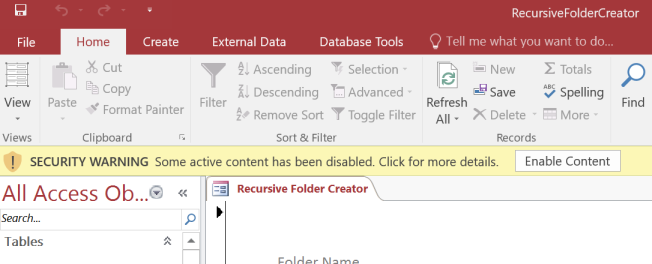 RecursiveFolderCreator
File Home Create External Data Database Tools Tell me what you want to do...
Cut Ascending Selection New Totals
Copy Descending Advanced Save Spelling
View Paste Format Painter Filter Remove Sort Toggle Filter Refresh All Delete More Find
Views Clipboard Sort & Filter Records
SECURITY WARNING Some active content has been disabled. Click for more details. Enable Content
All Access Ob... Recursive Folder Creator
Search...
Tables
Folder Name